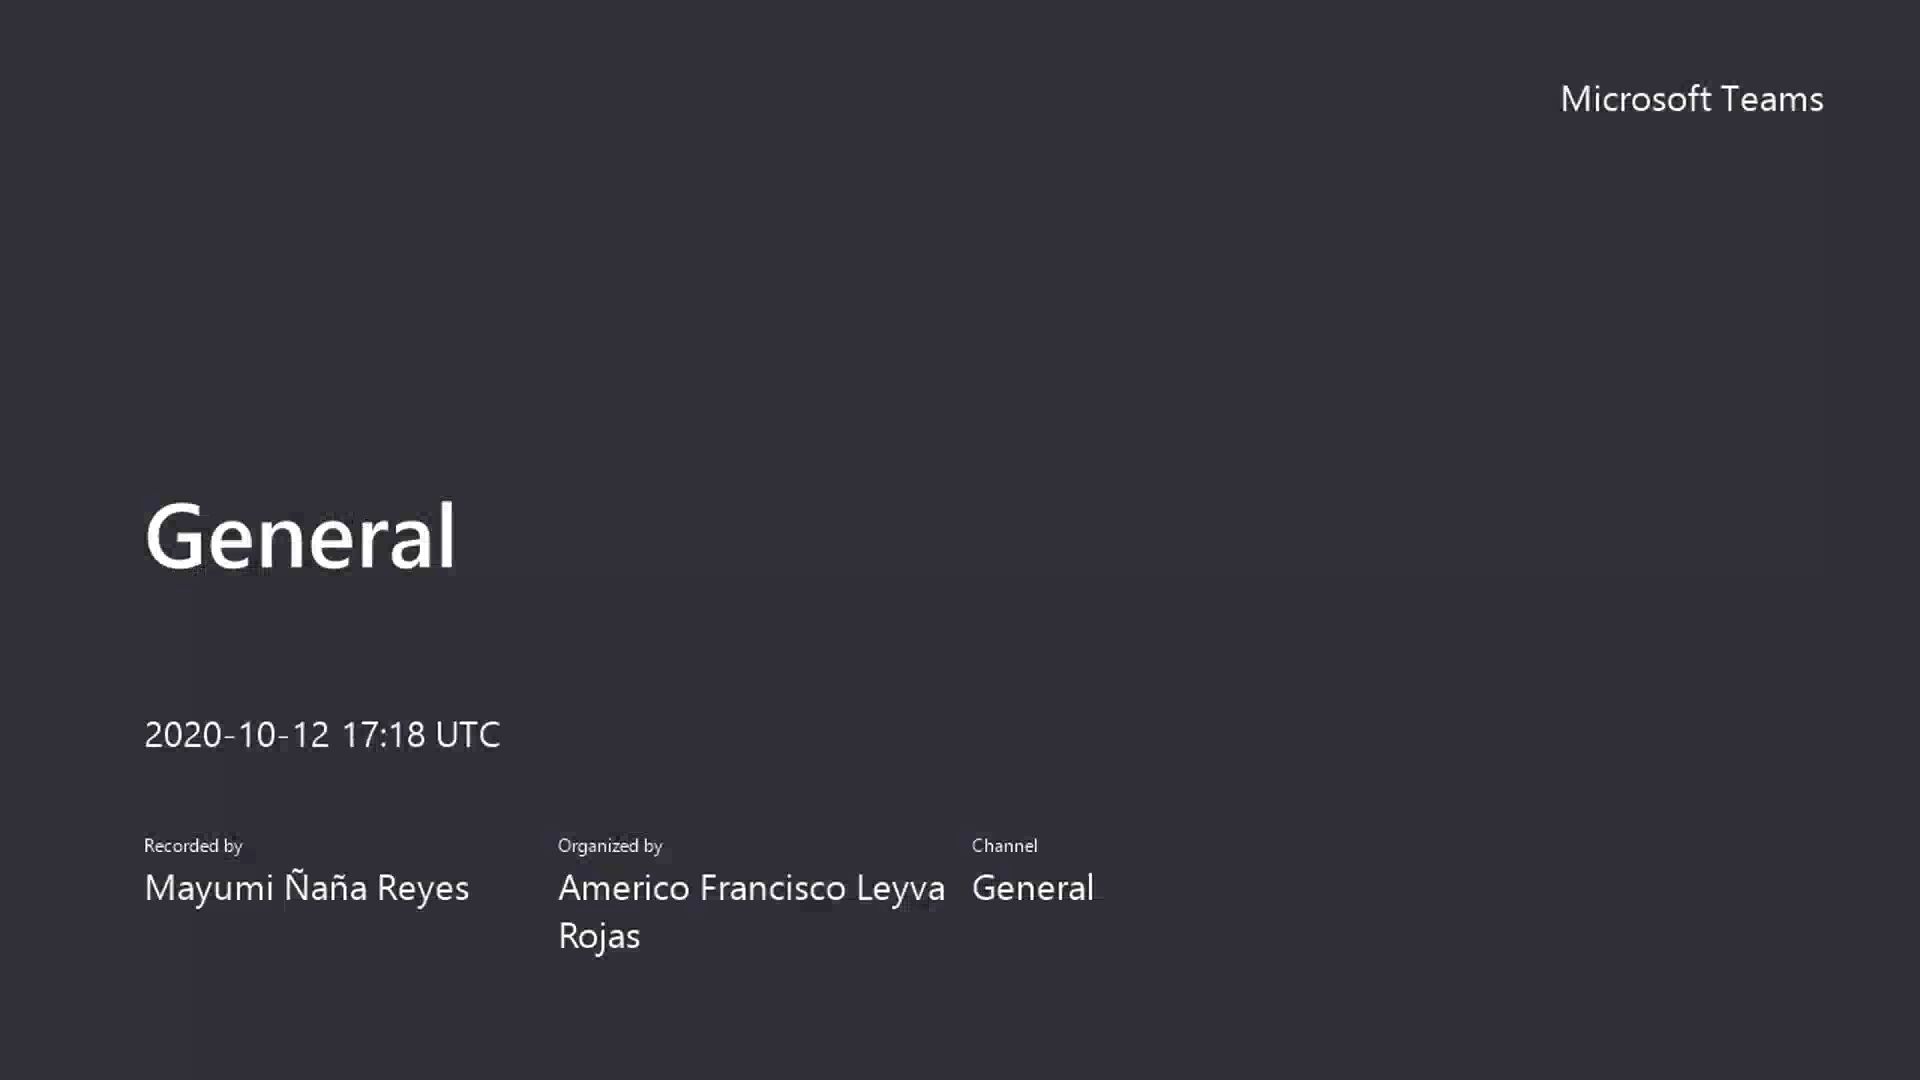 Microsoft Teams
General
2020-10-12 17:18 UTC
Recorded by
Mayumi Ñaña Reyes
Organized by
Americo Francisco Leyva
Rojas
Channel
General